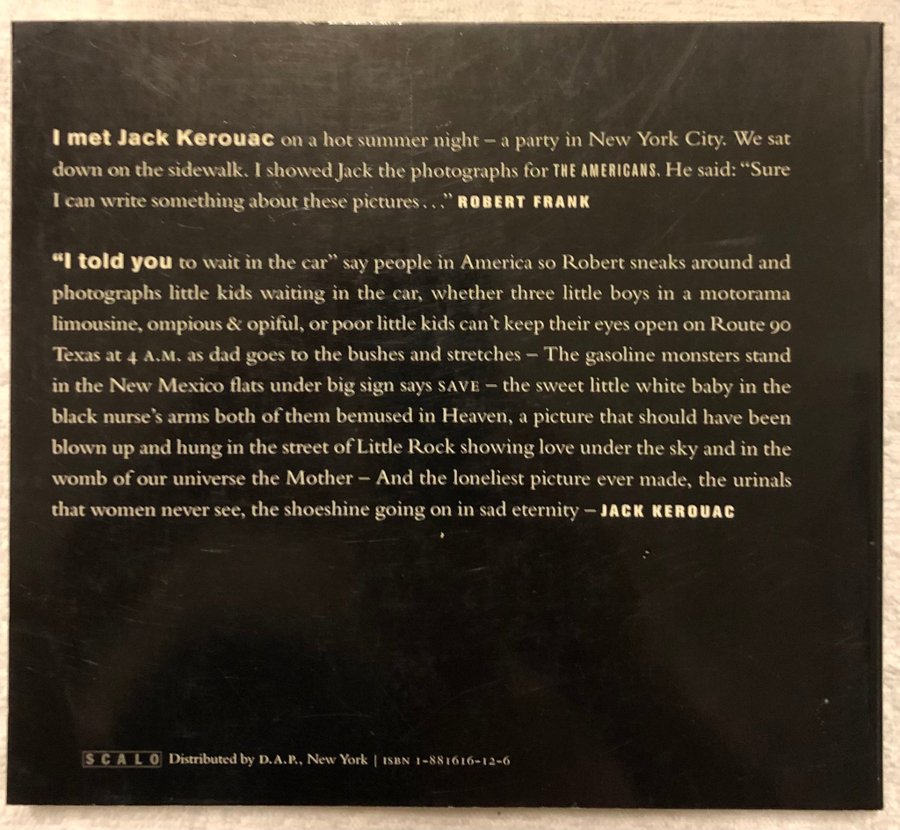 I met Jack Kerouac on a hot summer night – a party in New York City. We sat
down on the sidewalk. I showed Jack the photographs for THE AMERICANS. He said: “Sure
I can write something about these pictures . . .” ROBERT FRANK
“I told you to wait in the car” say people in America so Robert sneaks around and
photographs little kids waiting in the car, whether three little boys in a motorama
limousine, ompious & opiful, or poor little kids can’t keep their eyes open on Route 90
Texas at 4 A.M. as dad goes to the bushes and stretches – The gasoline monsters stand
in the New Mexico flats under big sign says SAVE – the sweet little white baby in the
black nurse’s arms both of them bemused in Heaven, a picture that should have been
blown up and hung in the street of Little Rock showing love under the sky and in the
womb of our universe the Mother – And the loneliest picture ever made, the urinals
that women never see, the shoeshine going on in sad eternity – JACK KEROUAC
SCALO Distributed by D.A.P., New York | ISBN 1-881616-12-6